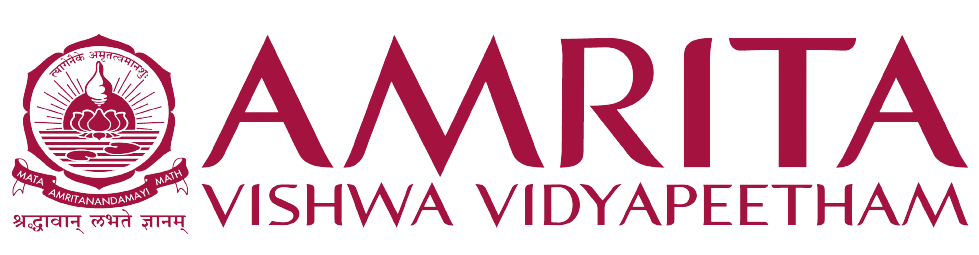 त्यागेनैके अमृतत्वमानशुः
MATA AMRITANANDAMAYI MATH
श्रद्धावान् लभते ज्ञानम्
AMRITA
VISHWA VIDYAPEETHAM